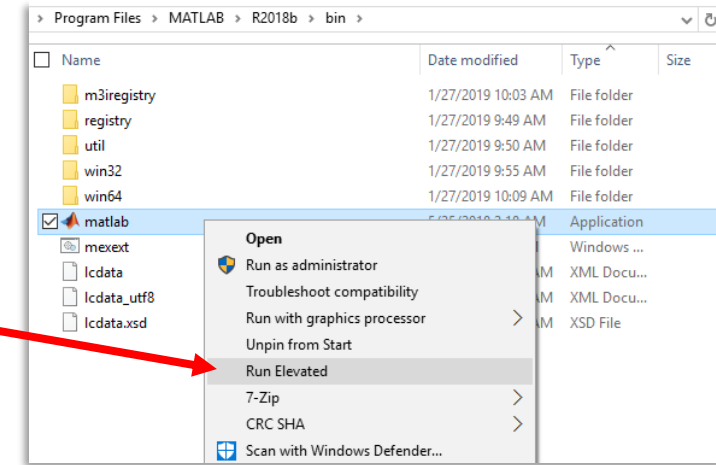 > Program Files > MATLAB > R2018b > bin >
Name Date modified Type Size
m3iregistry 1/27/2019 10:03 AM File folder
registry 1/27/2019 9:49 AM File folder
util 1/27/2019 9:50 AM File folder
win32 1/27/2019 9:55 AM File folder
win64 1/27/2019 10:09 AM File folder
matlab Application
mexext Windows ...
lcdata AM XML Docu...
lcdata_utf8 AM XML Docu...
lcdata.xsd AM XSD File
Open
Run as administrator
Troubleshoot compatibility
Run with graphics processor >
Unpin from Start
Run Elevated
7-Zip >
CRC SHA >
Scan with Windows Defender...